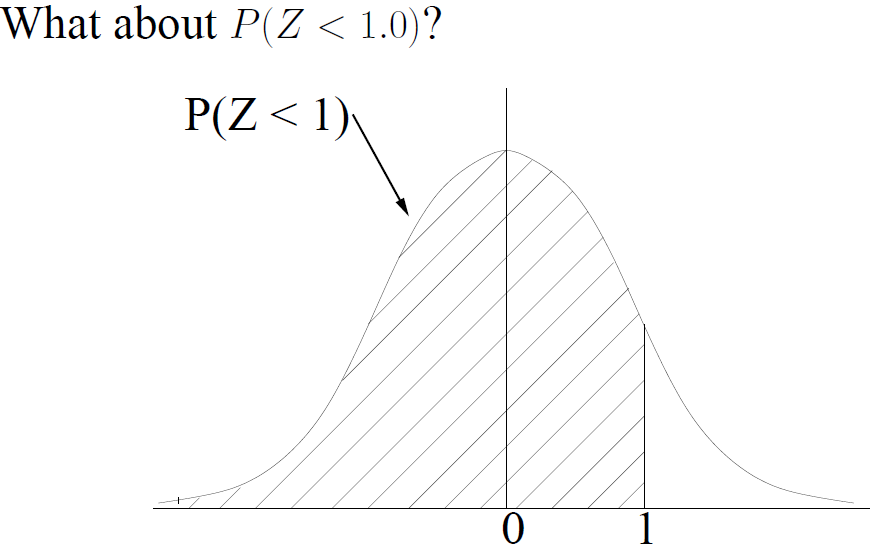 What about P(Z < 1.0)?
P(Z < 1)
0
1